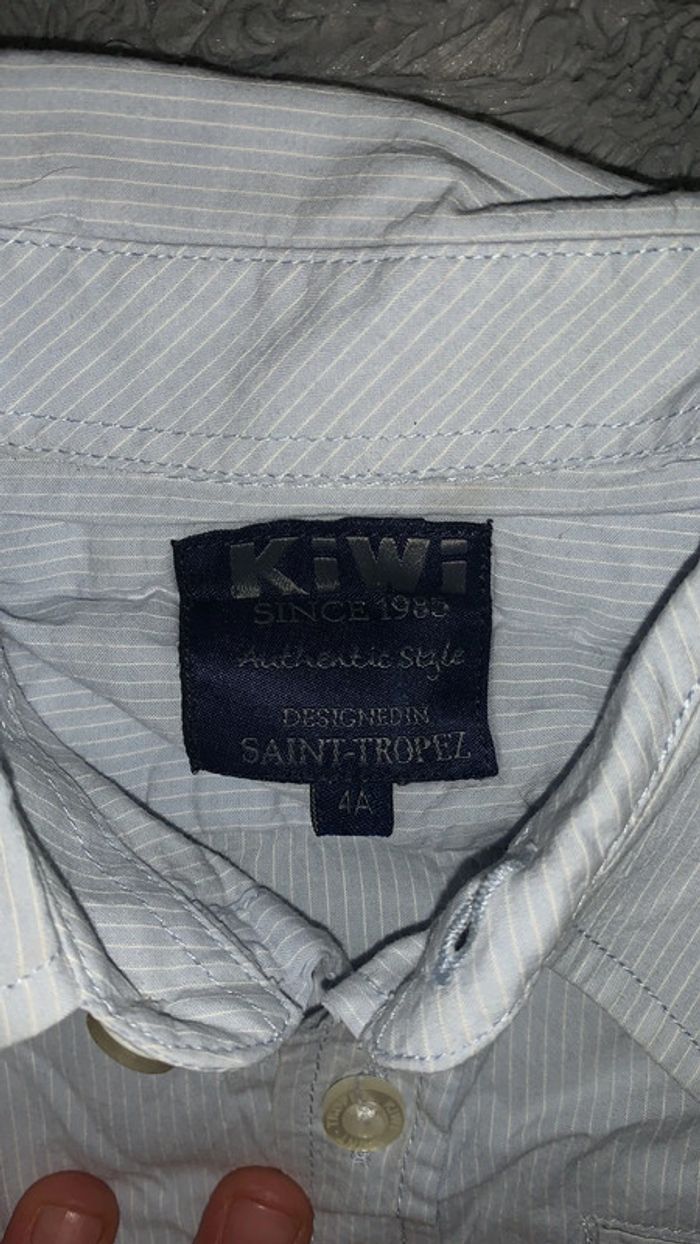 KiWi
SINCE 1985
Authentic Style
DESIGNED IN
SAINT-TROPEZ
4A